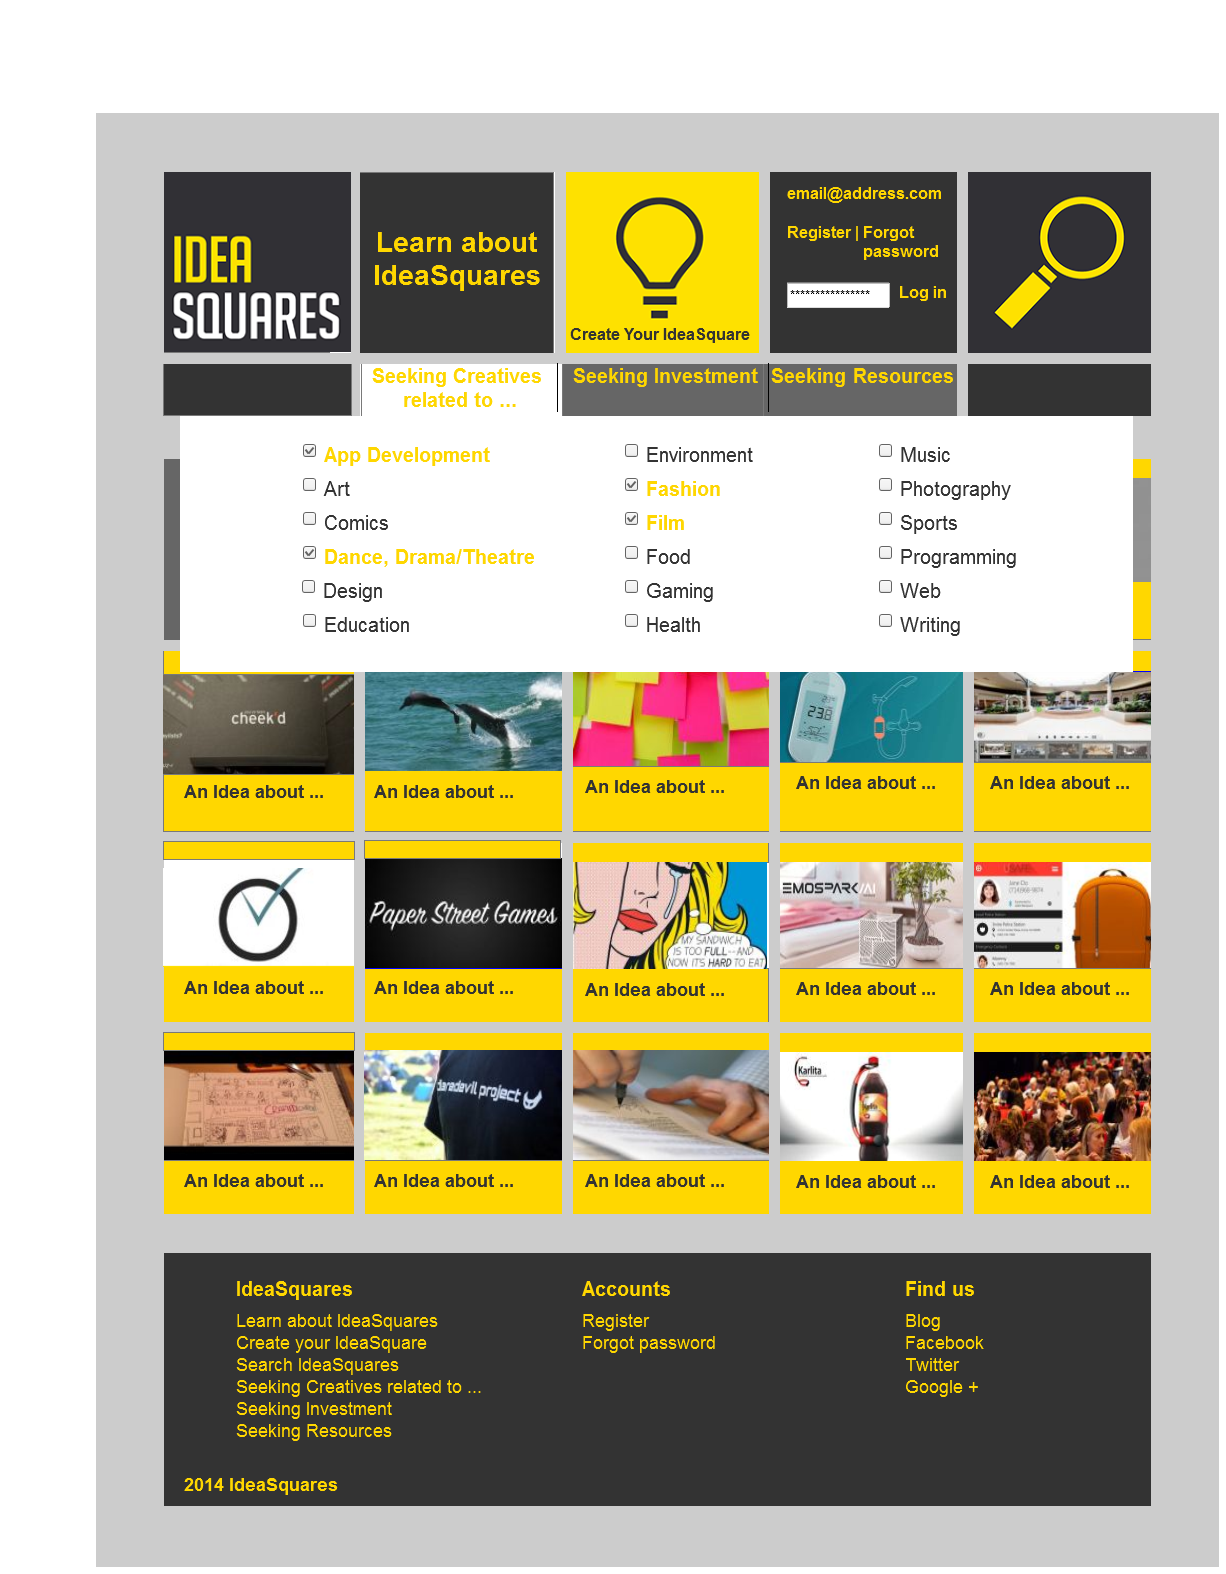 IDEA
SQUARES
Learn about
IdeaSquares
Create Your IdeaSquare
email@address.com
Register | Forgot
password
**************** Log in
Seeking Creatives
related to ...
Seeking Investment
Seeking Resources
App Development
Art
Comics
Dance, Drama/Theatre
Design
Education
Environment
Fashion
Film
Food
Gaming
Health
Music
Photography
Sports
Programming
Web
Writing
cheek'd
23.8
An Idea about ...
An Idea about ...
An Idea about ...
An Idea about ...
An Idea about ...
Paper Street Games
MY SANDWICH
IS TOO FULL--AND
NOW IT'S HARD TO EAT
EMOSPARK/AI
Jane Do
An Idea about ...
An Idea about ...
An Idea about ...
An Idea about ...
An Idea about ...
daredevil project
Karlita
An Idea about ...
An Idea about ...
An Idea about ...
An Idea about ...
An Idea about ...
IdeaSquares
Learn about IdeaSquares
Create your IdeaSquare
Search IdeaSquares
Seeking Creatives related to ...
Seeking Investment
Seeking Resources
Accounts
Register
Forgot password
Find us
Blog
Facebook
Twitter
Google +
2014 IdeaSquares